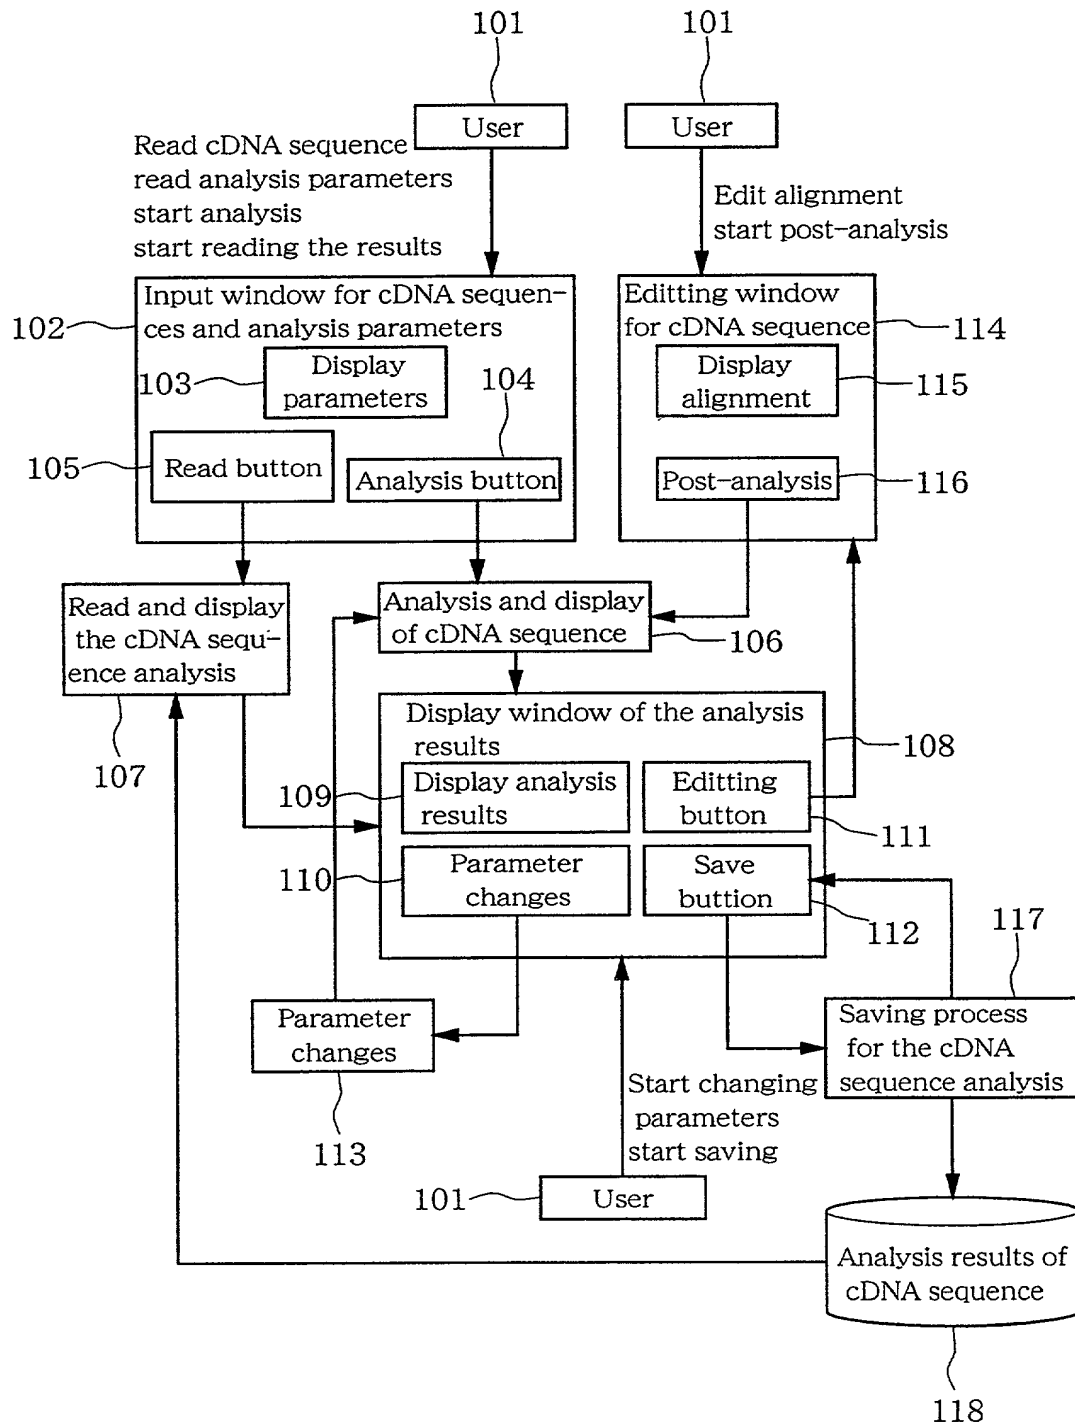 101
101
User
User
Read cDNA sequence
read analysis parameters
start analysis
start reading the results
Edit alignment
start post-analysis
Input window for cDNA sequen-
ces and analysis parameters
102
Display
parameters
103
104
Read button
105
Analysis button
Editting window
for cDNA sequence
114
Display
alignment
115
Post-analysis
116
Read and display
the cDNA sequ-
ence analysis
107
Analysis and display
of cDNA sequence
106
Display window of the analysis
results
108
Display analysis
results
109
Editting
button
111
Parameter
changes
110
Save
buttion
112
117
Parameter
changes
113
Saving process
for the cDNA
sequence analysis
Start changing
parameters
start saving
101
User
Analysis results of
cDNA sequence
118